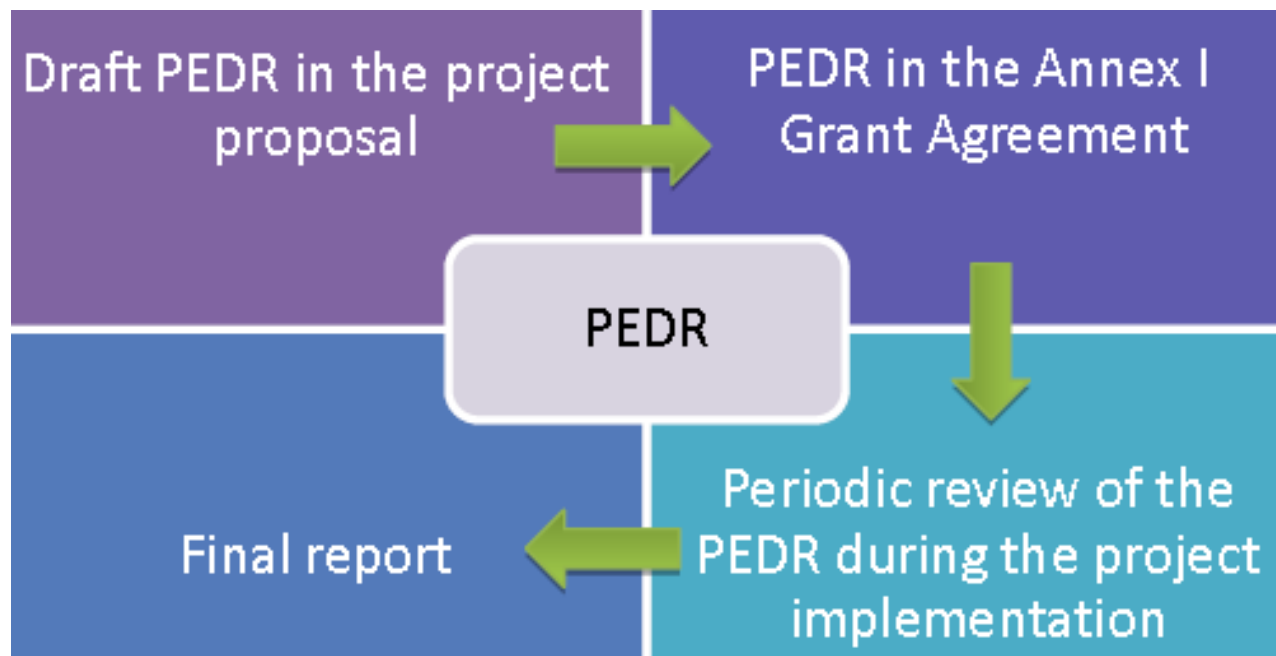 Draft PEDR in the project
proposal
PEDR in the Annex I
Grant Agreement
PEDR
Final report
Periodic review of the
PEDR during the project
implementation